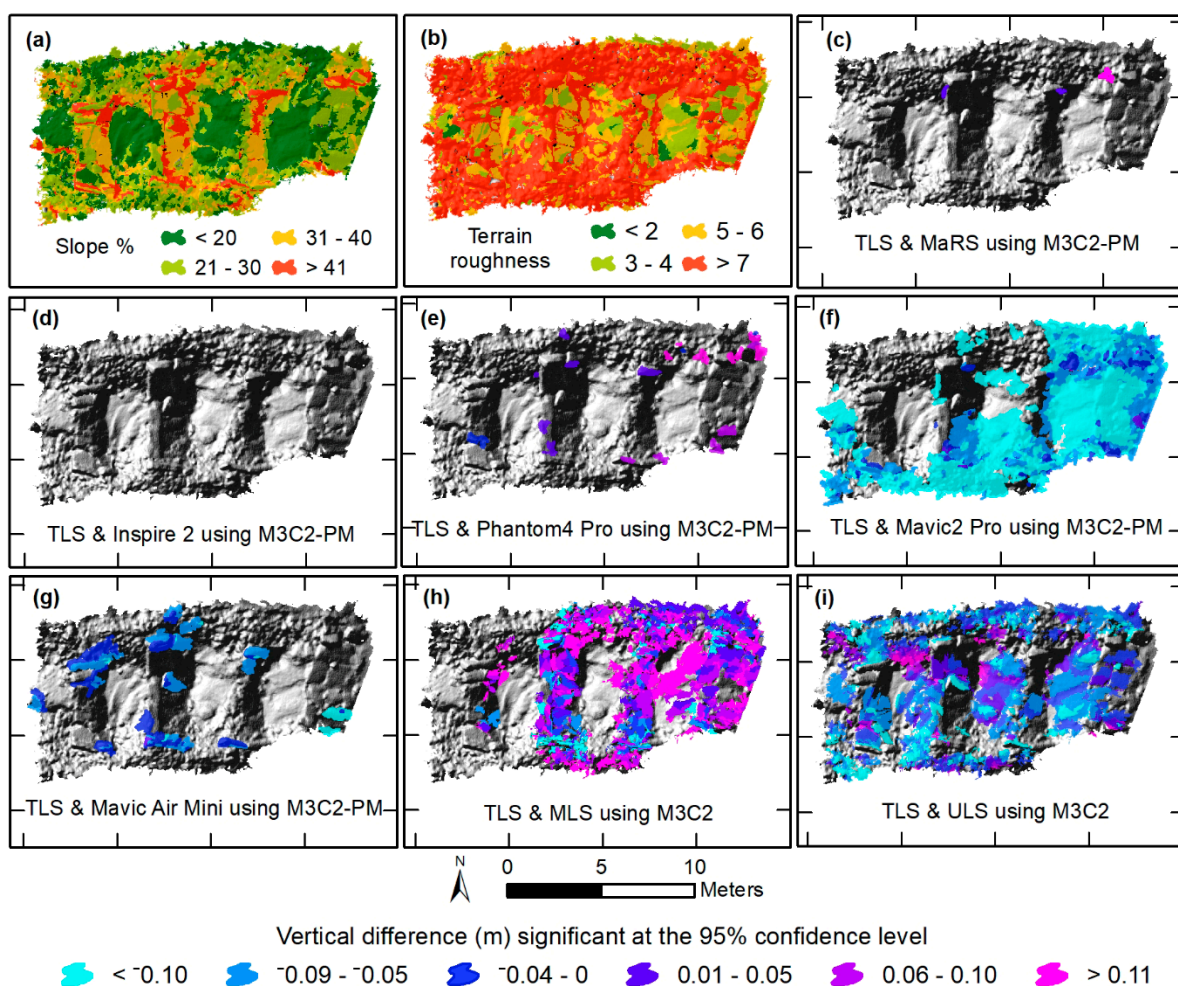 (a)
Slope %
< 20
31 - 40
21 - 30
> 41
(b)
Terrain
roughness
< 2
5 - 6
3 - 4
> 7
(c)
TLS & MaRS using M3C2-PM
(d)
TLS & Inspire 2 using M3C2-PM
(e)
TLS & Phantom4 Pro using M3C2-PM
(f)
TLS & Mavic2 Pro using M3C2-PM
(g)
TLS & Mavic Air Mini using M3C2-PM
(h)
TLS & MLS using M3C2
(i)
TLS & ULS using M3C2
N
0 5 10
Meters
Vertical difference (m) significant at the 95% confidence level
< ⁻0.10
⁻0.09 - ⁻0.05
⁻0.04 - 0
0.01 - 0.05
0.06 - 0.10
> 0.11